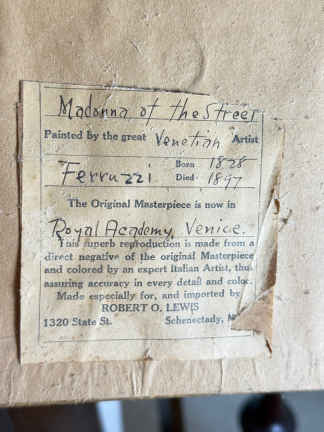 Madonna of the Street
Painted by the great Venetian Artist
Ferruzzi Born 1828
Died 1897
The Original Masterpiece is now in
Royal Academy, Venice.
This superb reproduction is made from a
direct negative of the original Masterpiece
and colored by an expert Italian Artist, thus
assuring accuracy in every detail and color.
Made especially for, and imported by
ROBERT O. LEWIS
1320 State St. Schenectady,